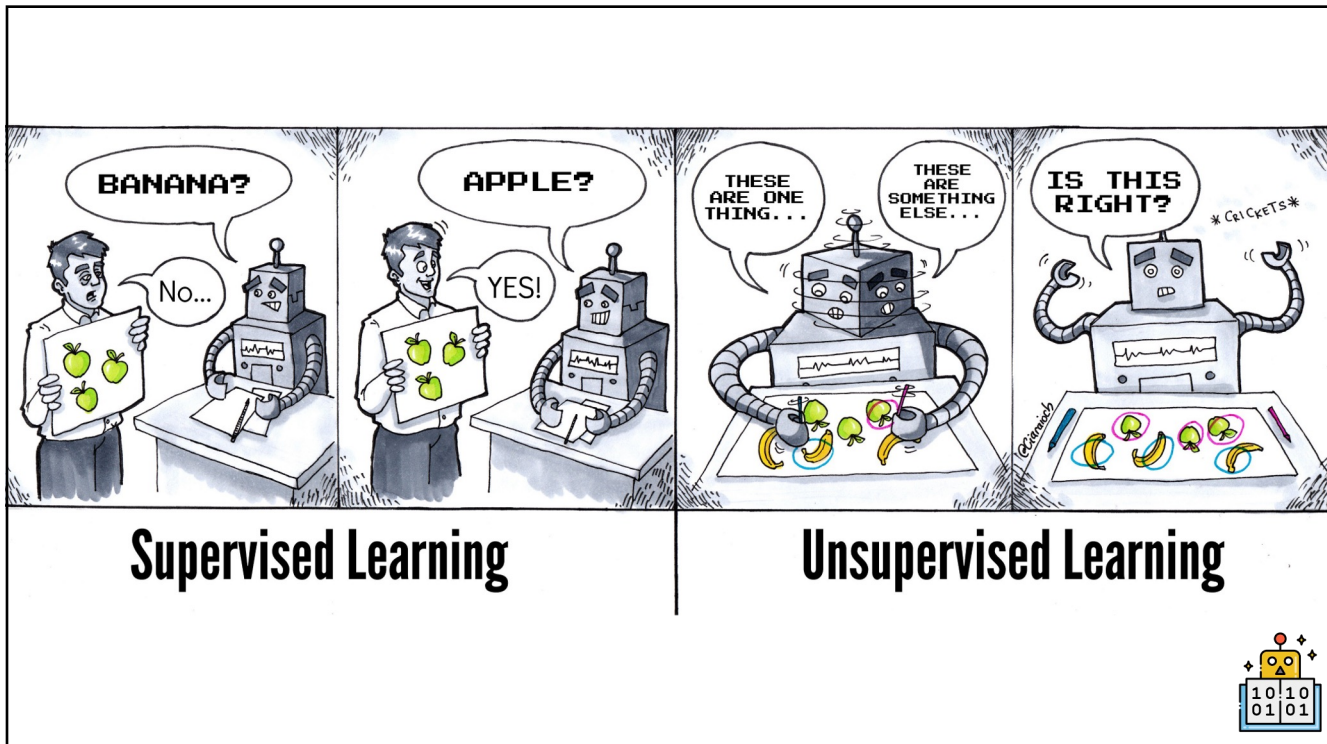 BANANA?
No...
APPLE?
YES!
THESE
ARE ONE
THING...
THESE
ARE
SOMETHING
ELSE...
IS THIS
RIGHT?
*CRICKETS*
@Ciaraioch
Supervised Learning
Unsupervised Learning
10 10
01 01